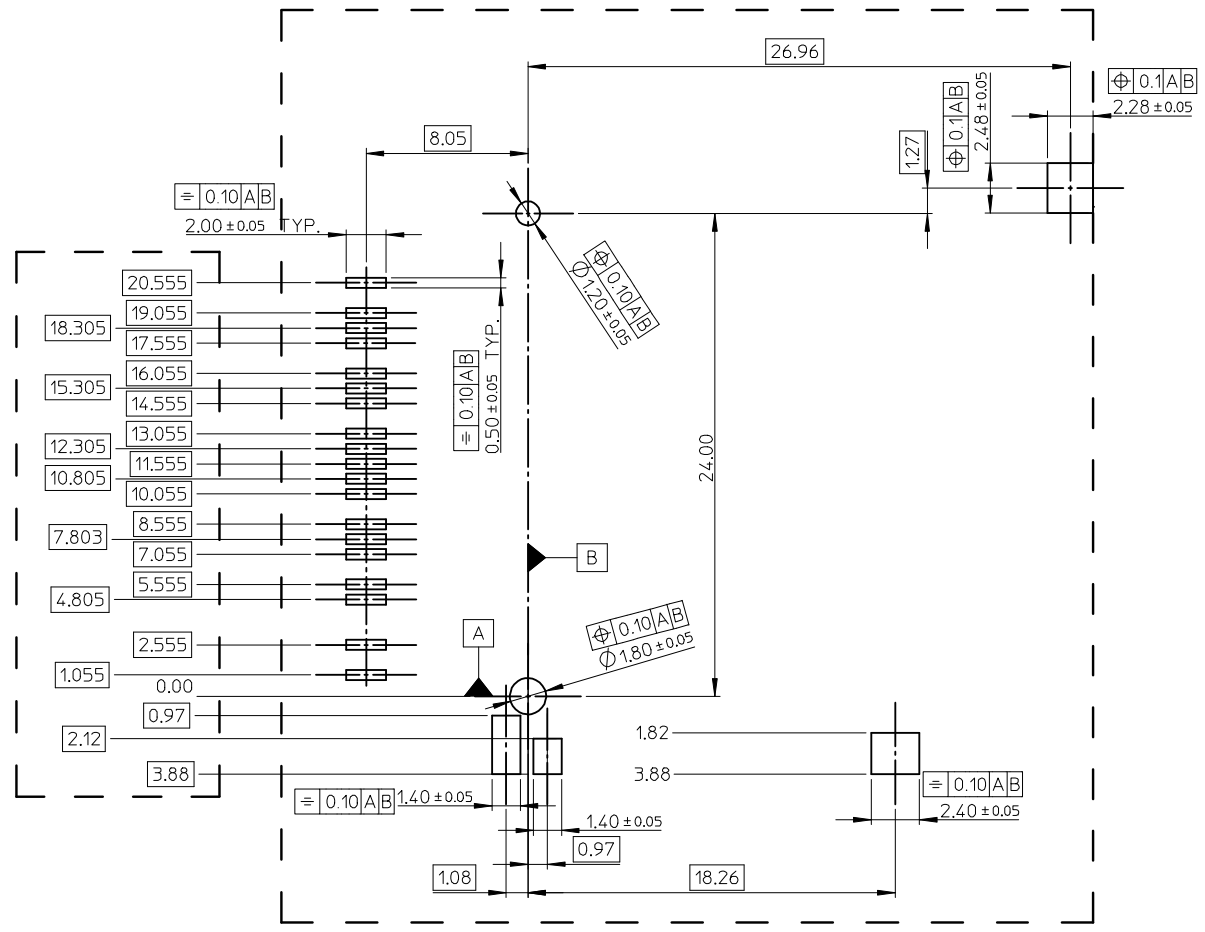 26.96
⌖ 0.1 A B
2.28 ±0.05
⌖ 0.1 A B
2.48 ±0.05
8.05
1.27
⌯ 0.10 A B
2.00 ±0.05 TYP.
⌖ 0.10 A B
Ø 1.20 ±0.05
20.555
19.055
18.305
17.555
16.055
15.305
14.555
13.055
12.305
11.555
10.805
10.055
8.555
7.803
7.055
5.555
4.805
2.555
1.055
0.00
0.97
2.12
3.88
⌯ 0.10 A B
0.50 ±0.05 TYP.
24.00
B
A
⌖ 0.10 A B
Ø 1.80 ±0.05
1.82
3.88
⌯ 0.10 A B
1.40 ±0.05
⌯ 0.10 A B
2.40 ±0.05
1.40 ±0.05
0.97
1.08
18.26